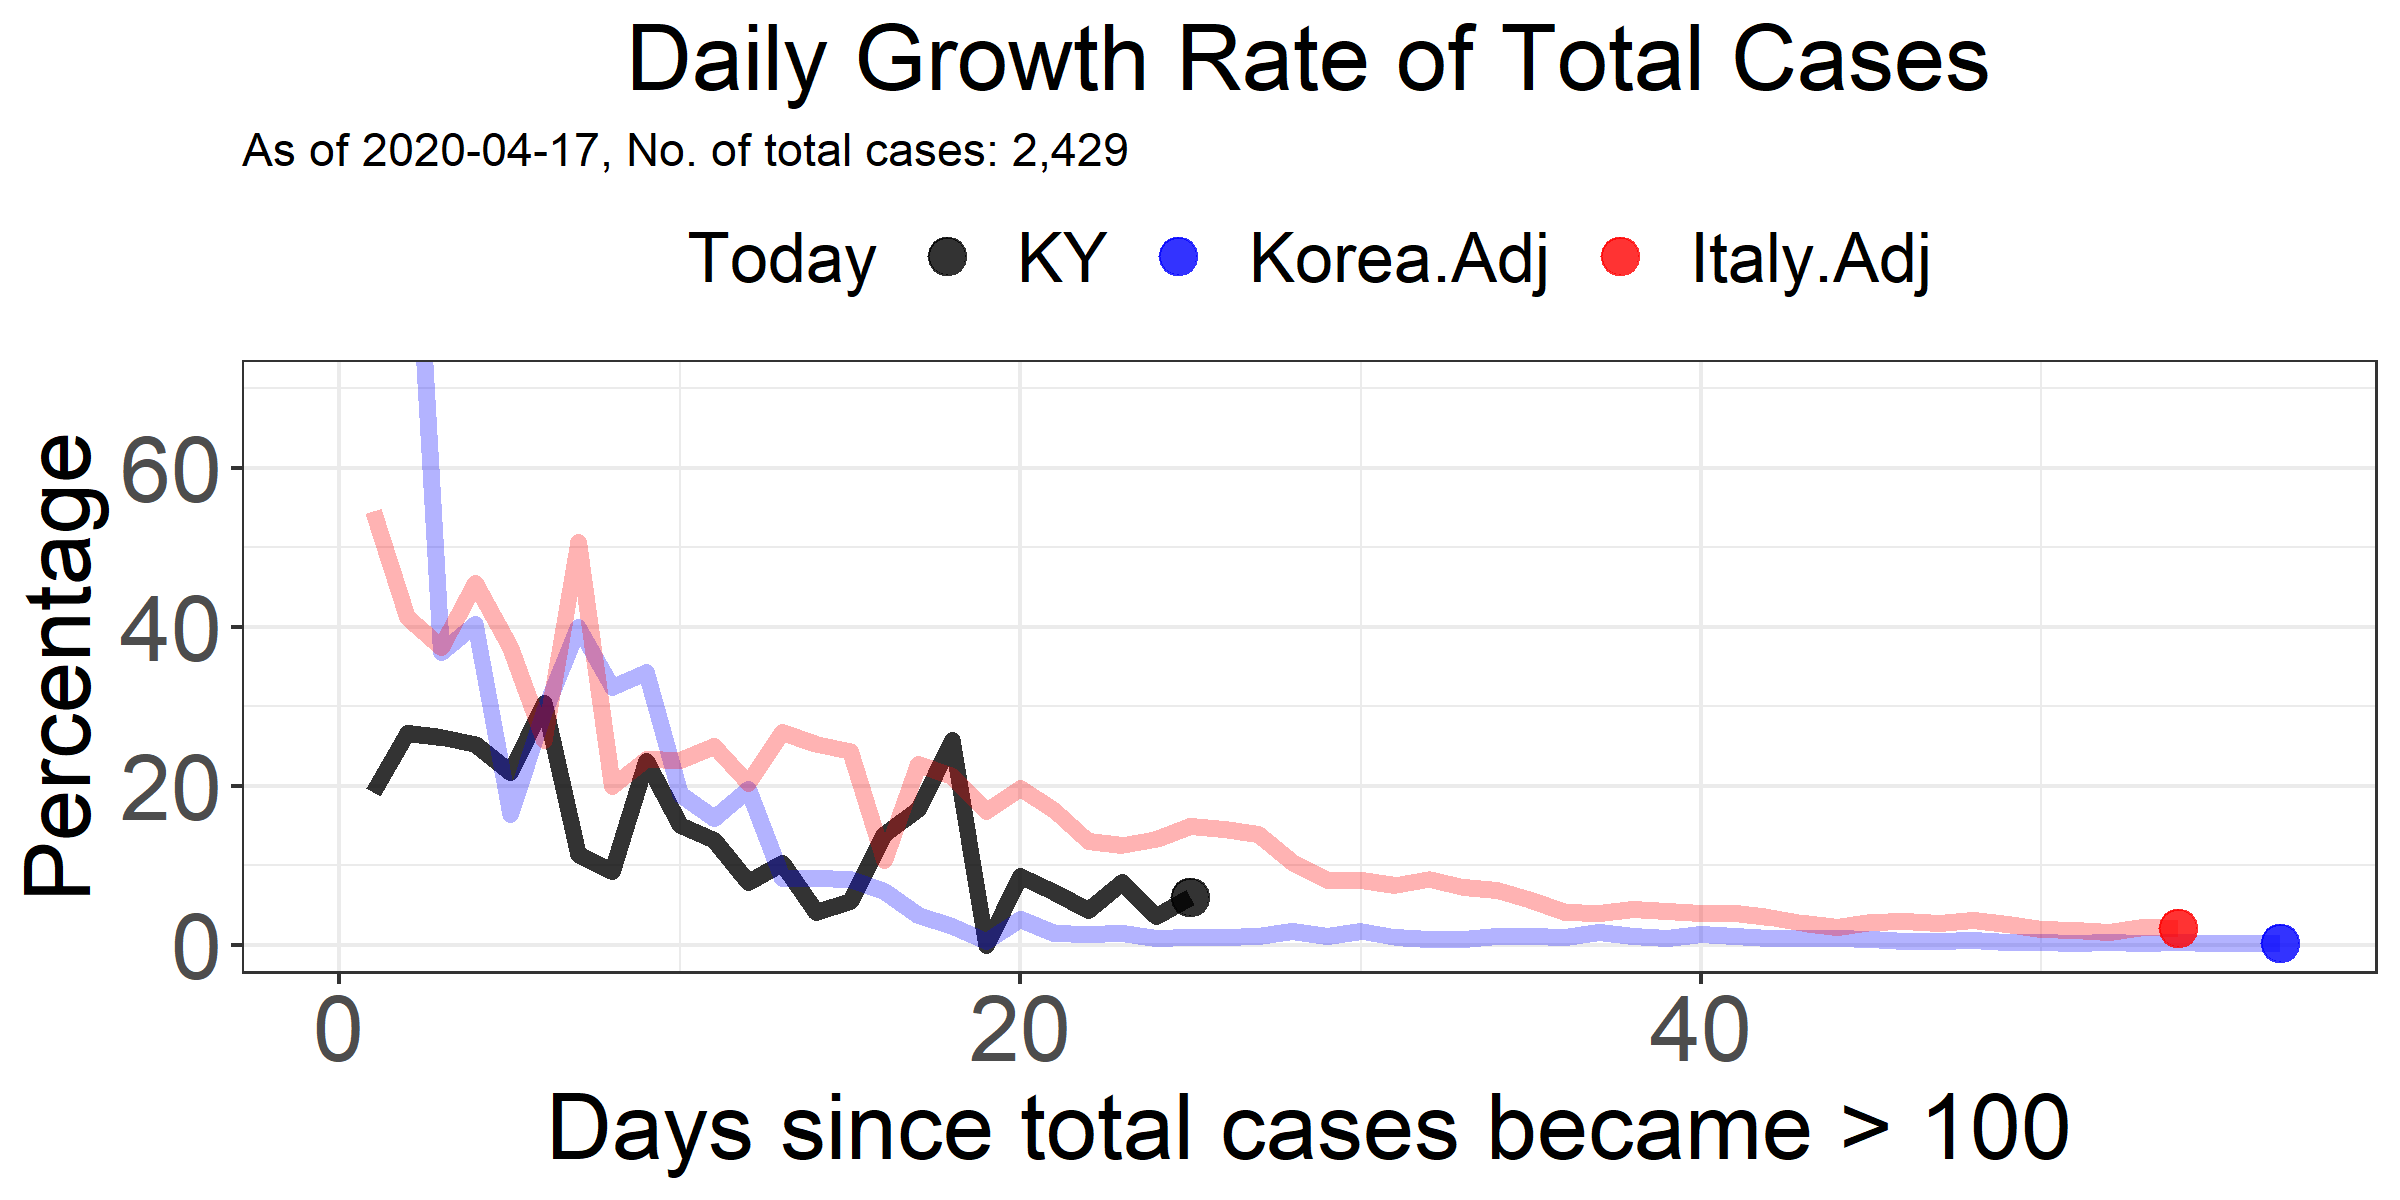 Daily Growth Rate of Total Cases
As of 2020-04-17, No. of total cases: 2,429
Today KY Korea.Adj Italy.Adj
Percentage
60
40
20
0
0 20 40
Days since total cases became > 100